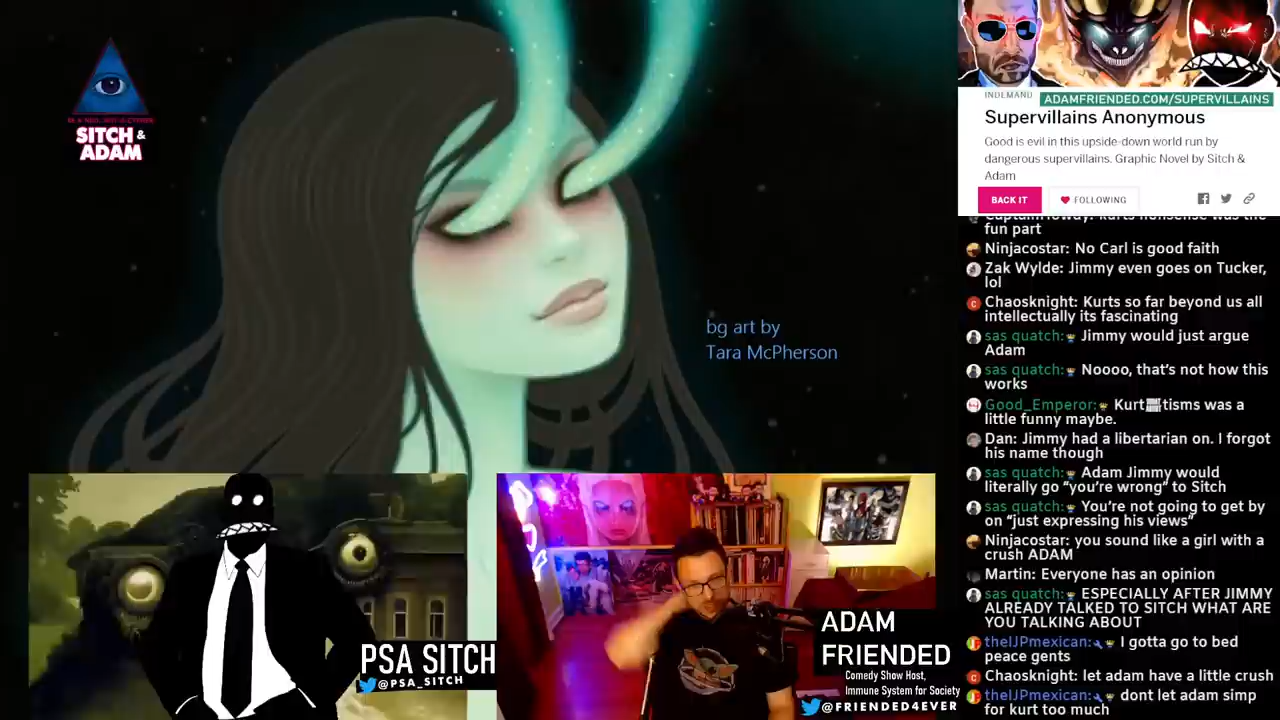 SITCH &
ADAM
bg art by
Tara McPherson
PSA SITCH
@PSA_SITCH
ADAM
FRIENDED
Comedy Show Host,
Immune System for Society
@FRIENDED4EVER
INDEMAND
ADAMFRIENDED.COM/SUPERVILLAINS
Supervillains Anonymous
Good is evil in this upside-down world run by
dangerous supervillains. Graphic Novel by Sitch &
Adam
BACK IT
FOLLOWING
fun part
Ninjacostar: No Carl is good faith
Zak Wylde: Jimmy even goes on Tucker,
lol
Chaosknight: Kurts so far beyond us all
intellectually its fascinating
sas quatch: Jimmy would just argue
Adam
sas quatch: Noooo, that's not how this
works
Good_Emperor: Kurt tisms was a
little funny maybe.
Dan: Jimmy had a libertarian on. I forgot
his name though
sas quatch: Adam Jimmy would
literally go "you're wrong" to Sitch
sas quatch: You're not going to get by
on "just expressing his views"
Ninjacostar: you sound like a girl with a
crush ADAM
Martin: Everyone has an opinion
sas quatch: ESPECIALLY AFTER JIMMY
ALREADY TALKED TO SITCH WHAT ARE
YOU TALKING ABOUT
theIJPmexican: I gotta go to bed
peace gents
Chaosknight: let adam have a little crush
theIJPmexican: dont let adam simp
for kurt too much